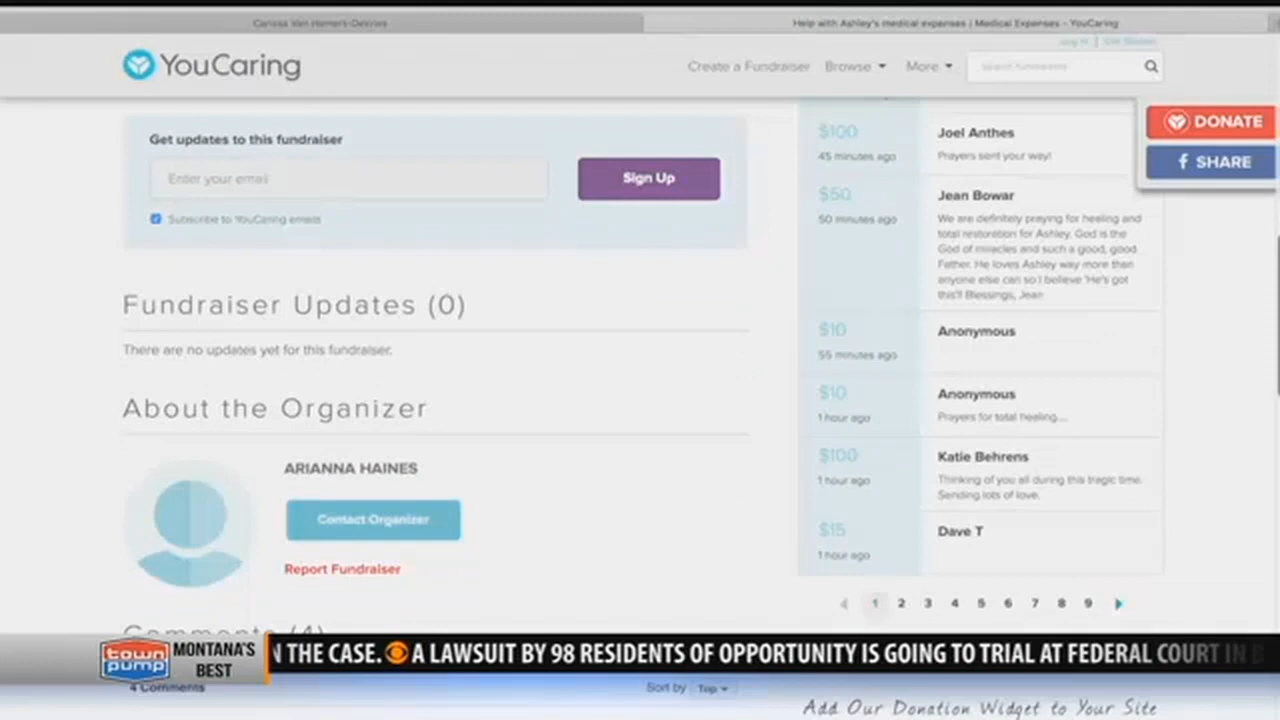 Carissa Van Hemert-DeVries
Help with Ashley's medical expenses | Medical Expenses - YouCaring
YouCaring
Create a Fundraiser
Browse
More
Search fundraisers
DONATE
SHARE
Get updates to this fundraiser
Enter your email
Sign Up
Subscribe to YouCaring emails
Fundraiser Updates (0)
There are no updates yet for this fundraiser.
About the Organizer
ARIANNA HAINES
Contact Organizer
Report Fundraiser
$100
45 minutes ago
Joel Anthes
Prayers sent your way!
$50
50 minutes ago
Jean Bowar
We are definitely praying for heeling and
total restoration for Ashley. God is the
God of miracles and such a good, good
Father. He loves Ashley way more than
anyone else can so I believe 'He's got
this'! Blessings, Jean
$10
55 minutes ago
Anonymous
$10
1 hour ago
Anonymous
Prayers for total healing....
$100
1 hour ago
Katie Behrens
Thinking of you all during this tragic time.
Sending lots of love.
$15
1 hour ago
Dave T
1 2 3 4 5 6 7 8 9
Comments (4)
town pump
MONTANA'S
BEST
N THE CASE. A LAWSUIT BY 98 RESIDENTS OF OPPORTUNITY IS GOING TO TRIAL AT FEDERAL COURT IN B
4 Comments
Sort by Top
Add Our Donation Widget to Your Site